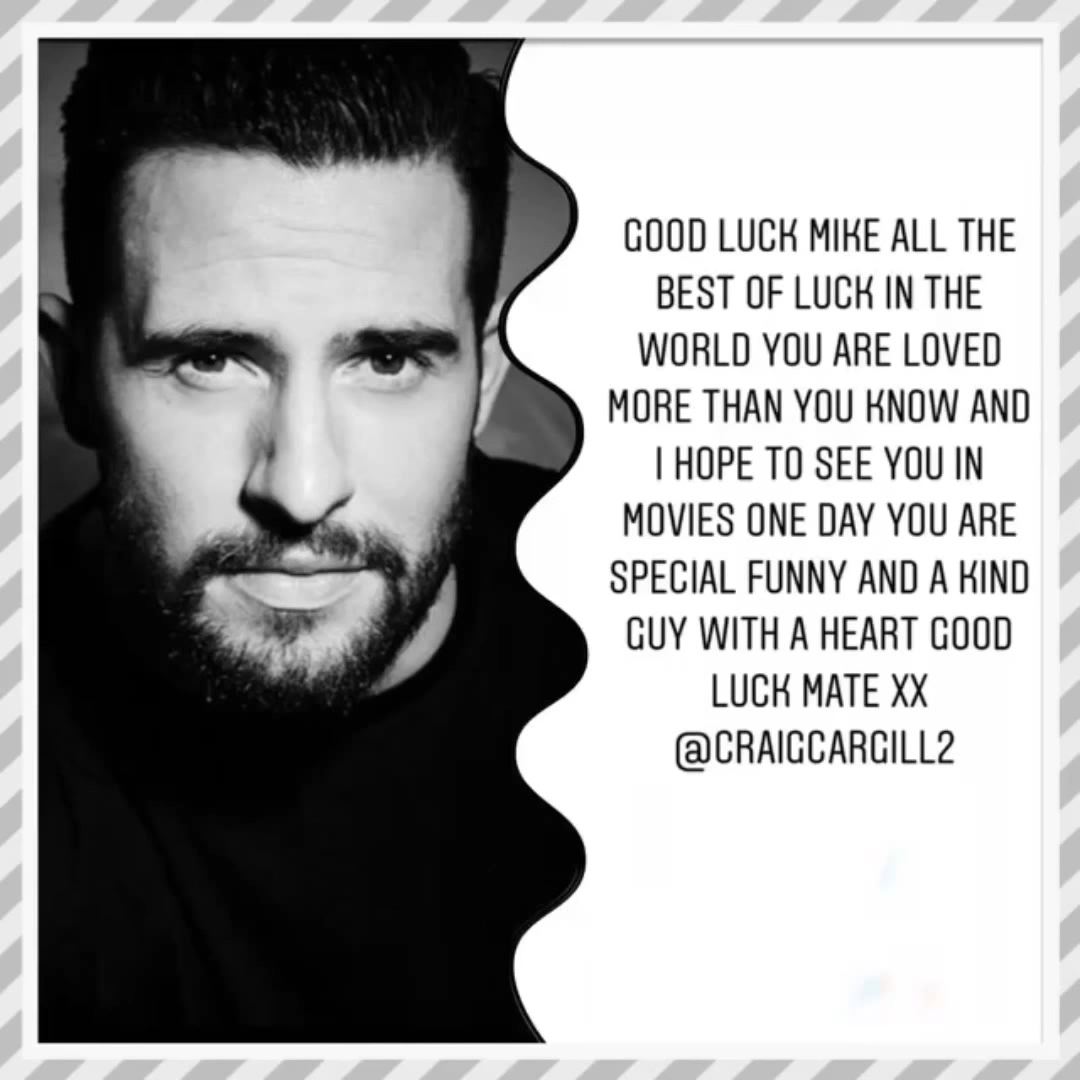 GOOD LUCK MIKE ALL THE
BEST OF LUCK IN THE
WORLD YOU ARE LOVED
MORE THAN YOU KNOW AND
I HOPE TO SEE YOU IN
MOVIES ONE DAY YOU ARE
SPECIAL FUNNY AND A KIND
GUY WITH A HEART GOOD
LUCK MATE XX
@CRAIGCARGILL2